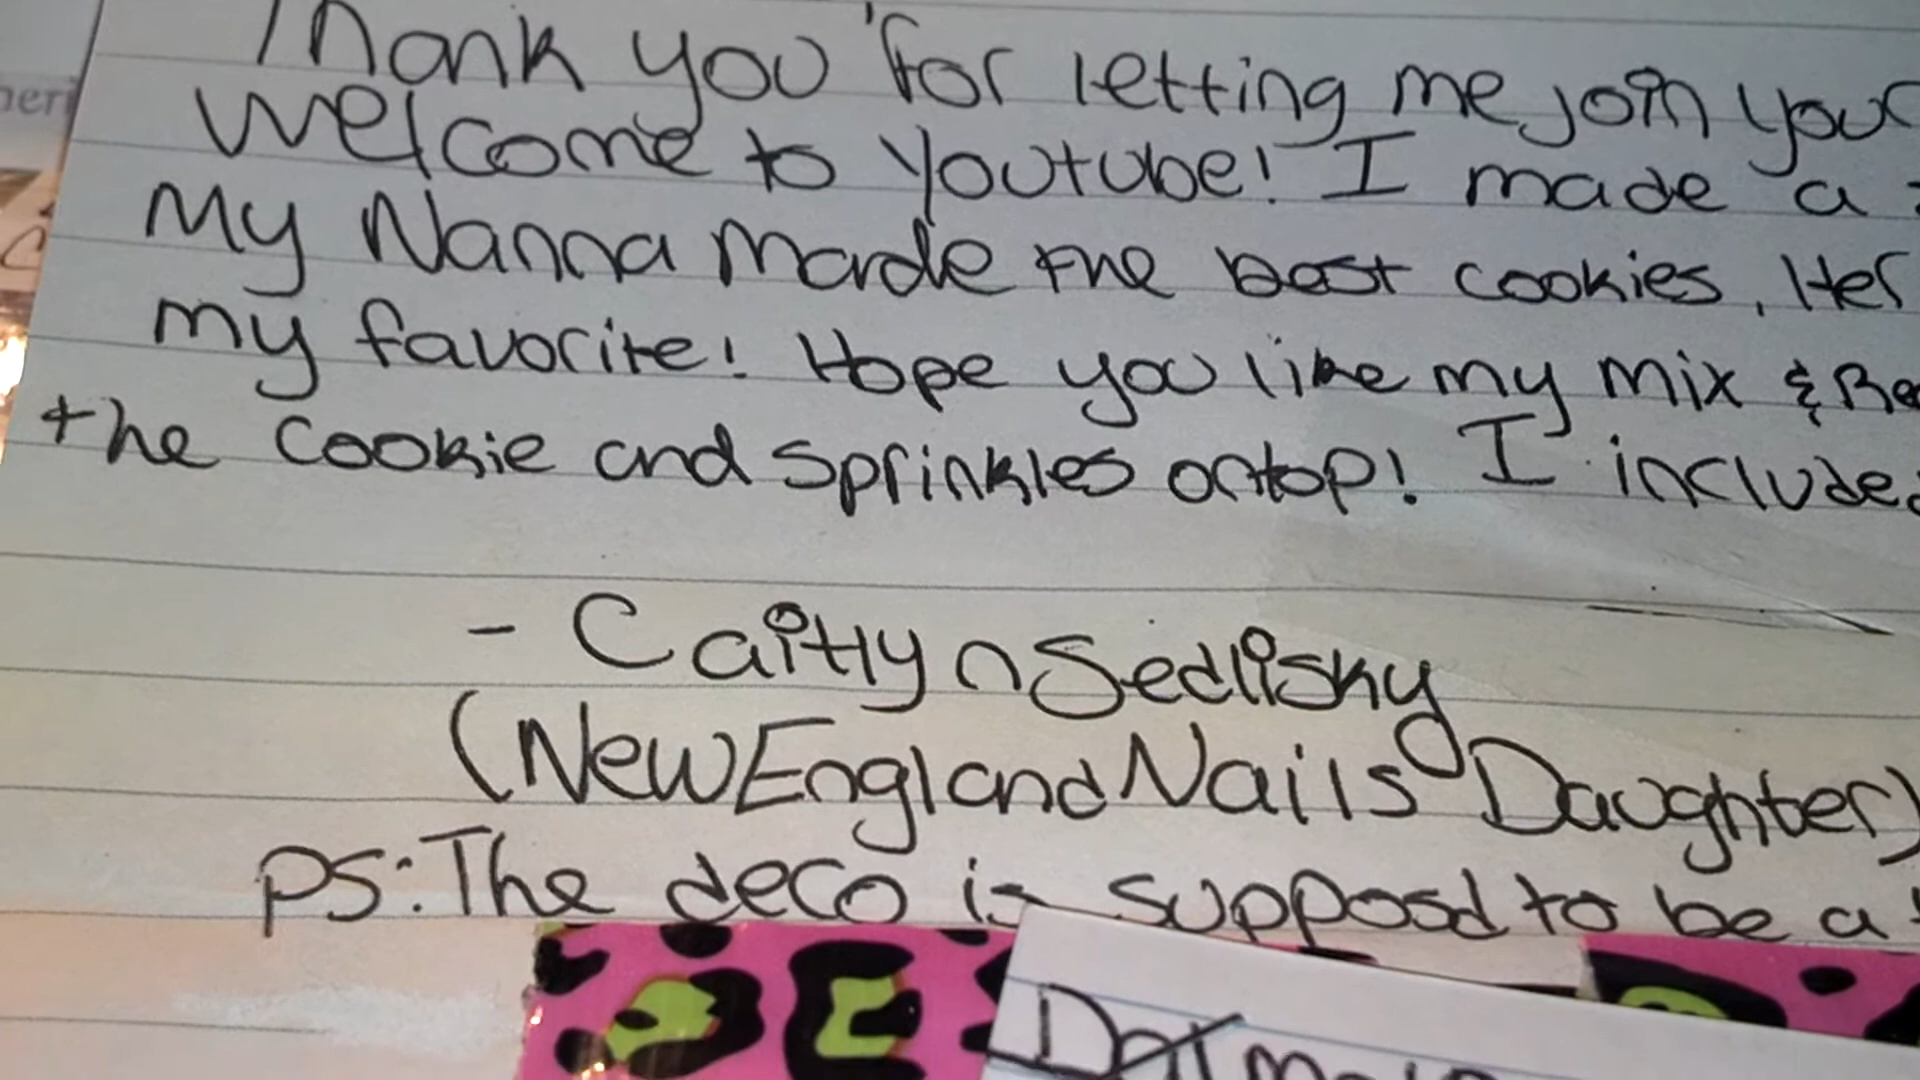 Thank you for letting me join your
Welcome to Youtube! I made a
My Nanna made the best cookies, Her
my favorite! Hope you like my mix & Rec
the cookie and sprinkles ontop! I included
- Caitlyn Sedlisky
(NewEnglandNails Daughter)
PS: The deco is supposd to be a